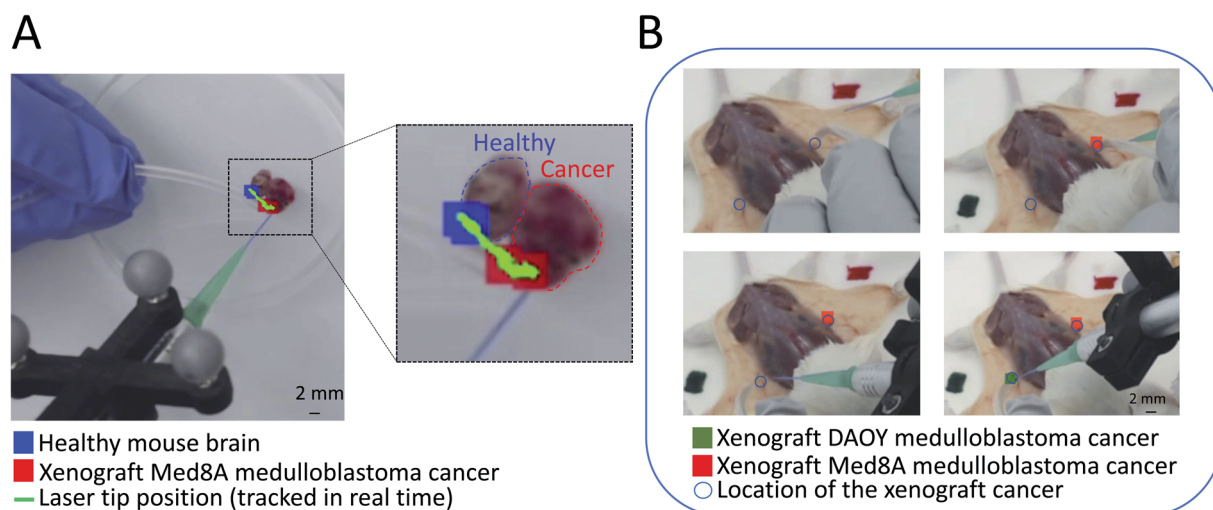 A
Healthy
Cancer
2 mm
Healthy mouse brain
Xenograft Med8A medulloblastoma cancer
Laser tip position (tracked in real time)
B
2 mm
Xenograft DAOY medulloblastoma cancer
Xenograft Med8A medulloblastoma cancer
Location of the xenograft cancer